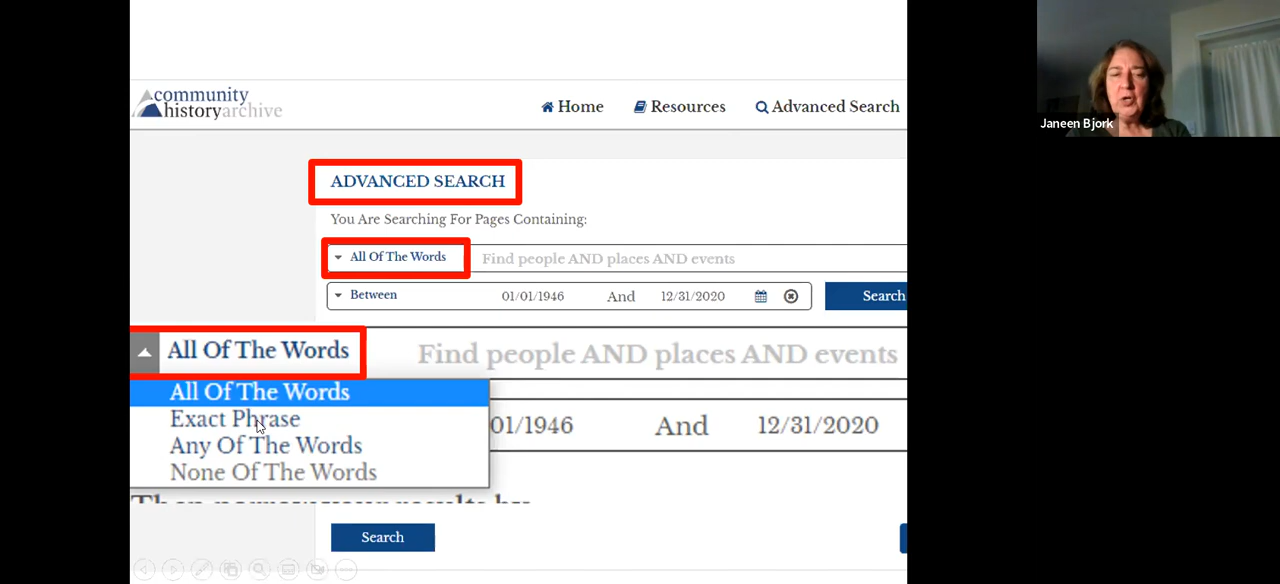 community
historyarchive
Home
Resources
Advanced Search
Janeen Bjork
ADVANCED SEARCH
You Are Searching For Pages Containing:
All Of The Words
Find people AND places AND events
Between
01/01/1946
And
12/31/2020
Search
All Of The Words
Find people AND places AND events
All Of The Words
Exact Phrase
Any Of The Words
None Of The Words
01/1946
And
12/31/2020
Search